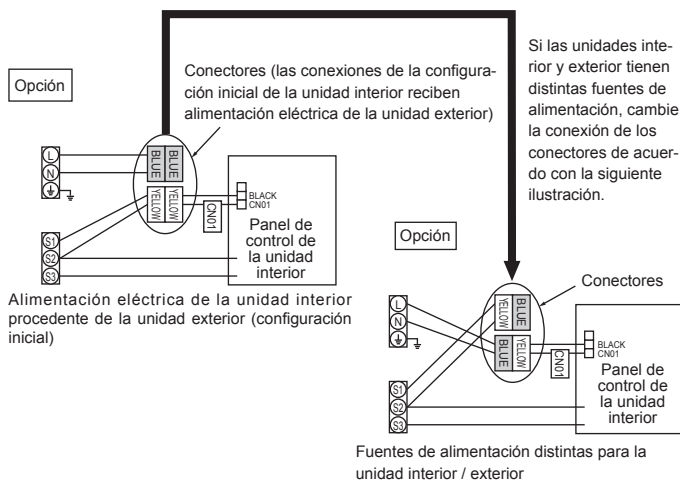 Opción
Conectores (las conexiones de la configura-
ción inicial de la unidad interior reciben
alimentación eléctrica de la unidad exterior)
L
N
BLUE
BLUE
YELLOW
YELLOW
BLACK
CN01
CN01
S1
S2
S3
Panel de
control de
la unidad
interior
Alimentación eléctrica de la unidad interior
procedente de la unidad exterior (configuración
inicial)
Si las unidades inte-
rior y exterior tienen
distintas fuentes de
alimentación, cambie
la conexión de los
conectores de acuer-
do con la siguiente
ilustración.
Opción
Conectores
L
N
YELLOW
BLUE
BLUE
YELLOW
BLACK
CN01
CN01
S1
S2
S3
Panel de
control de
la unidad
interior
Fuentes de alimentación distintas para la
unidad interior / exterior